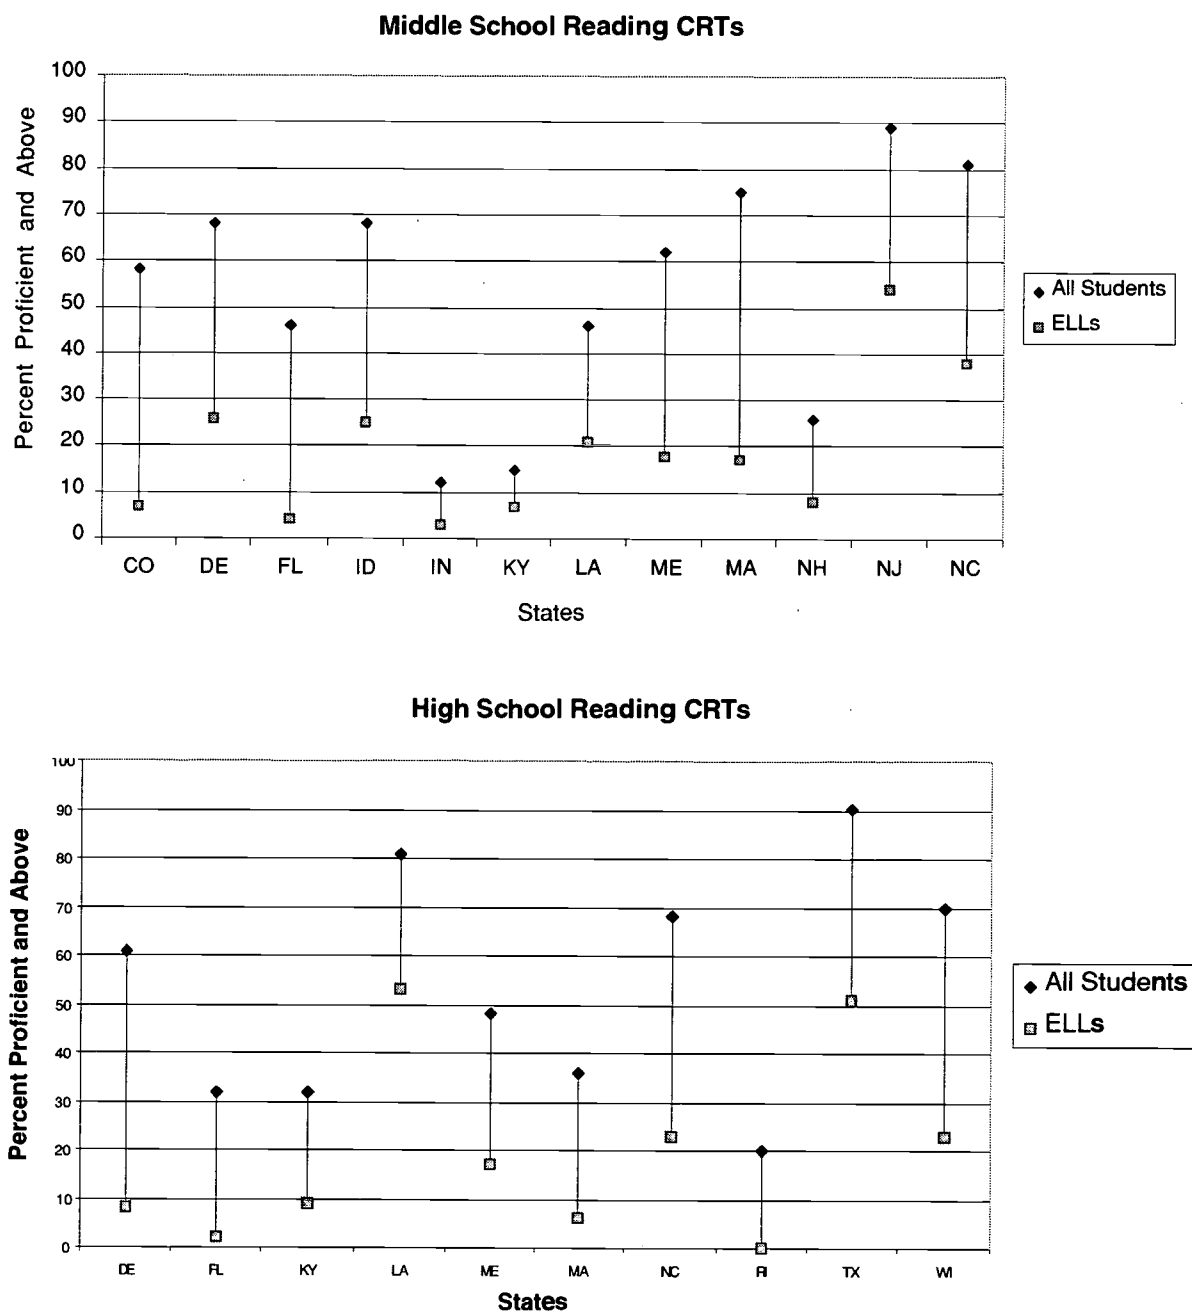 Middle School Reading CRTs
100
90
80
70
60
50
40
30
20
10
0
Percent Proficient and Above
CO DE FL ID IN KY LA ME MA NH NJ NC
States
All Students
ELLs
High School Reading CRTs
100
90
80
70
60
50
40
30
20
10
0
Percent Proficient and Above
DE FL KY LA ME MA NC RI TX WI
States
All Students
ELLs